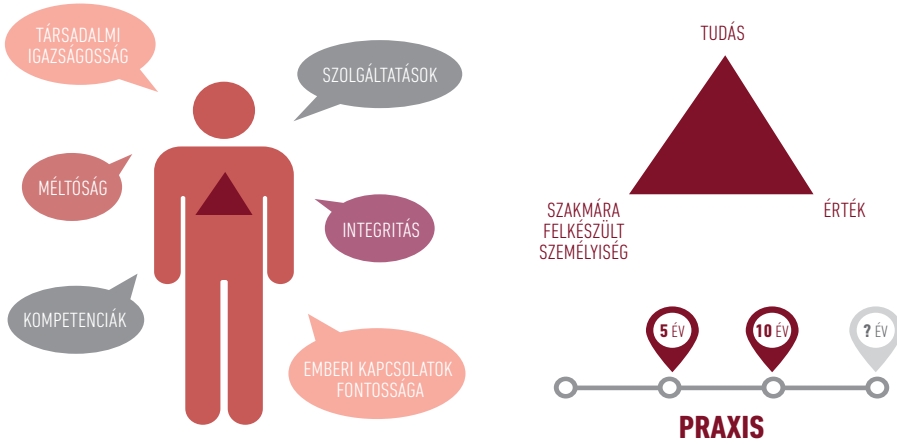 TÁRSADALMI
IGAZSÁGOSSÁG
SZOLGÁLTATÁSOK
MÉLTÓSÁG
INTEGRITÁS
KOMPETENCIÁK
EMBERI KAPCSOLATOK
FONTOSSÁGA
TUDÁS
SZAKMÁRA
FELKÉSZÜLT
SZEMÉLYISÉG
ÉRTÉK
5 ÉV
10 ÉV
? ÉV
PRAXIS